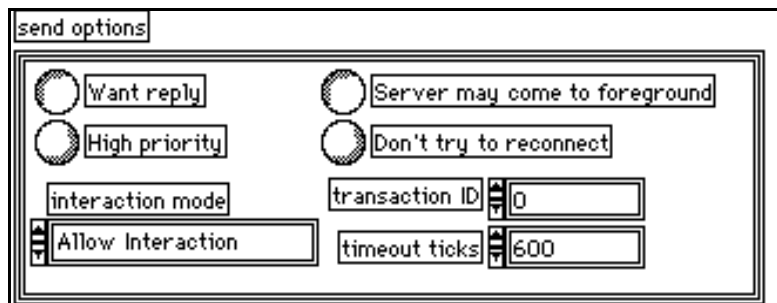 send options
Want reply
Server may come to foreground
High priority
Don't try to reconnect
interaction mode
transaction ID 0
Allow Interaction
timeout ticks 600